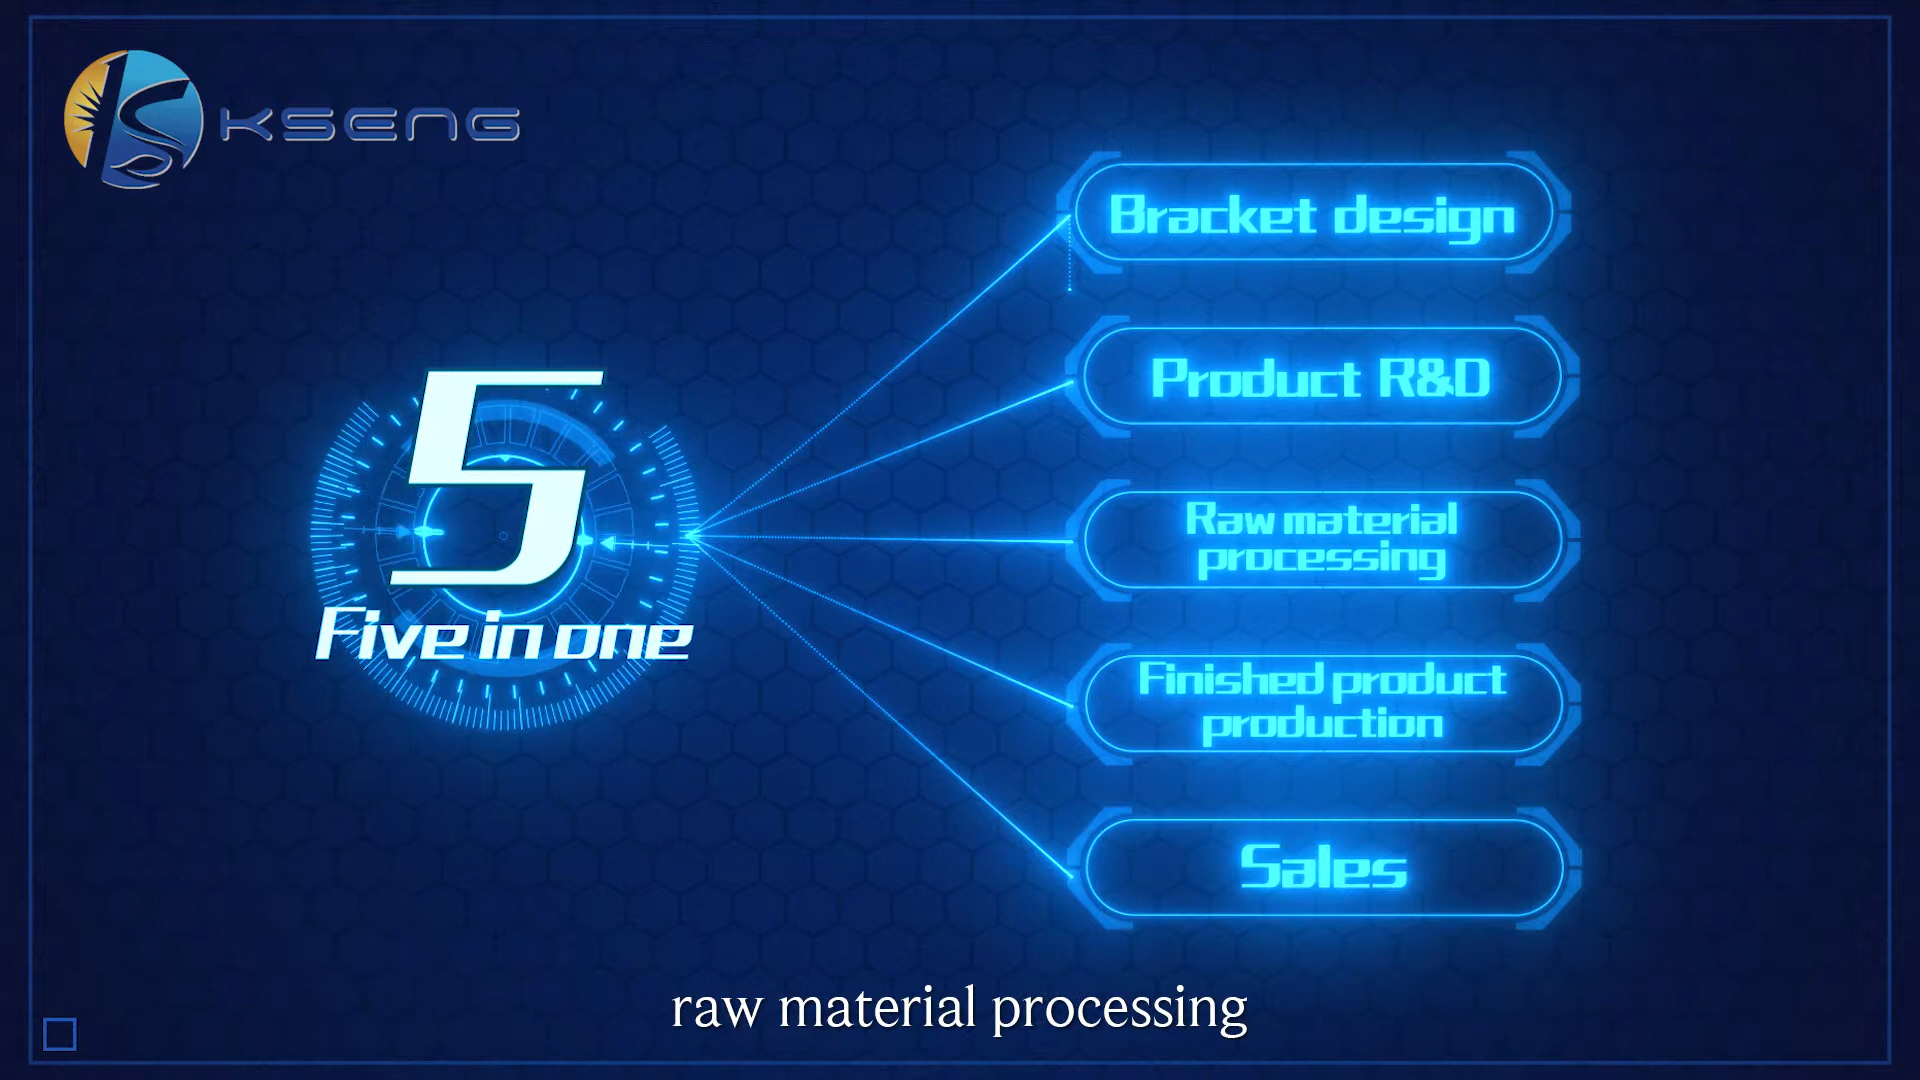 KSENG
5
Five in one
Bracket design
Product R&D
Raw material
processing
Finished product
production
Sales
raw material processing